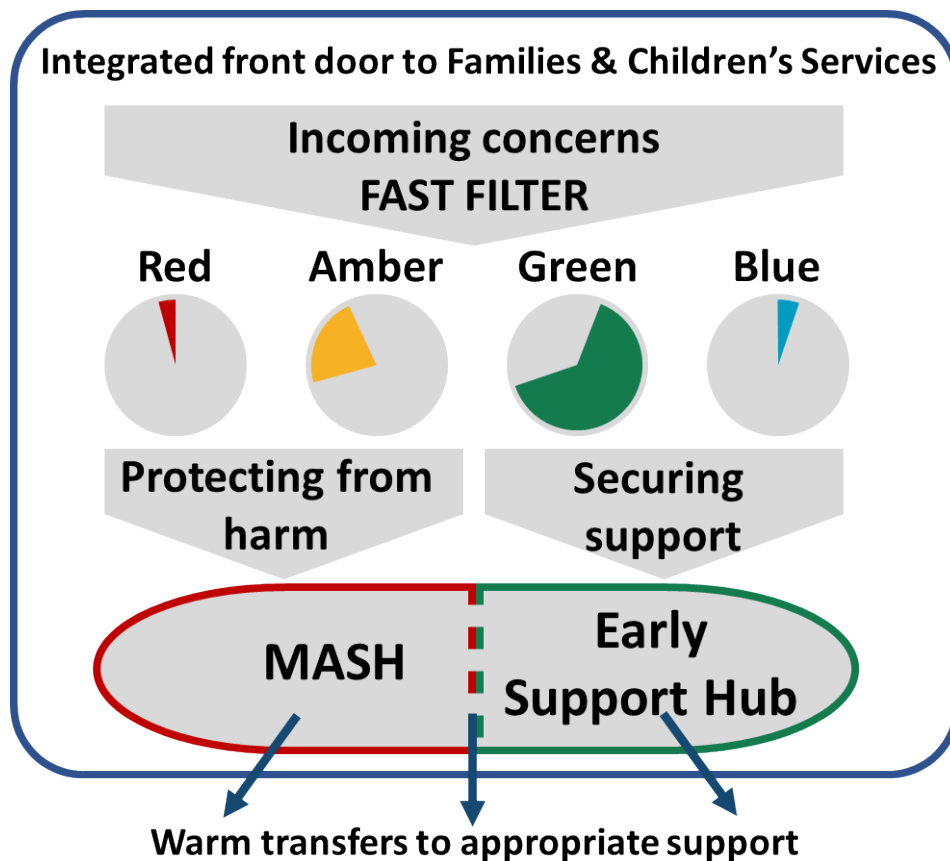 Integrated front door to Families & Children's Services
Incoming concerns
FAST FILTER
Red
Amber
Green
Blue
Protecting from
harm
Securing
support
MASH
Early
Support Hub
Warm transfers to appropriate support